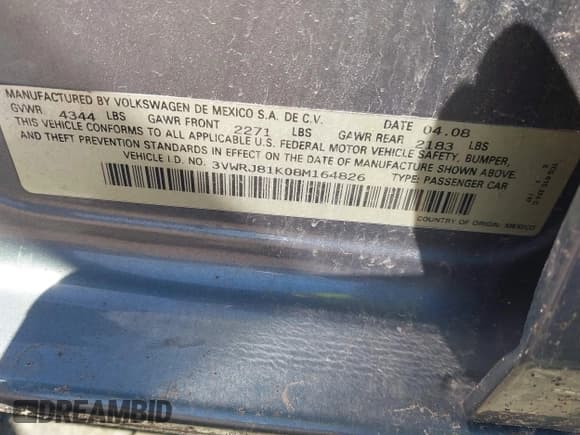 MANUFACTURED BY VOLKSWAGEN DE MEXICO S.A. DE C.V. DATE 04.08
GVWR 4344 LBS GAWR FRONT 2271 LBS GAWR REAR 2183 LBS
THIS VEHICLE CONFORMS TO ALL APPLICABLE U.S. FEDERAL MOTOR VEHICLE SAFETY, BUMPER,
AND THEFT PREVENTION STANDARDS IN EFFECT ON THE DATE OF MANUFACTURE SHOWN ABOVE.
VEHICLE I.D. NO. 3VWRJ81K08M164826 TYPE: PASSENGER CAR
COUNTRY OF ORIGIN: MEXICO
DREAMBID